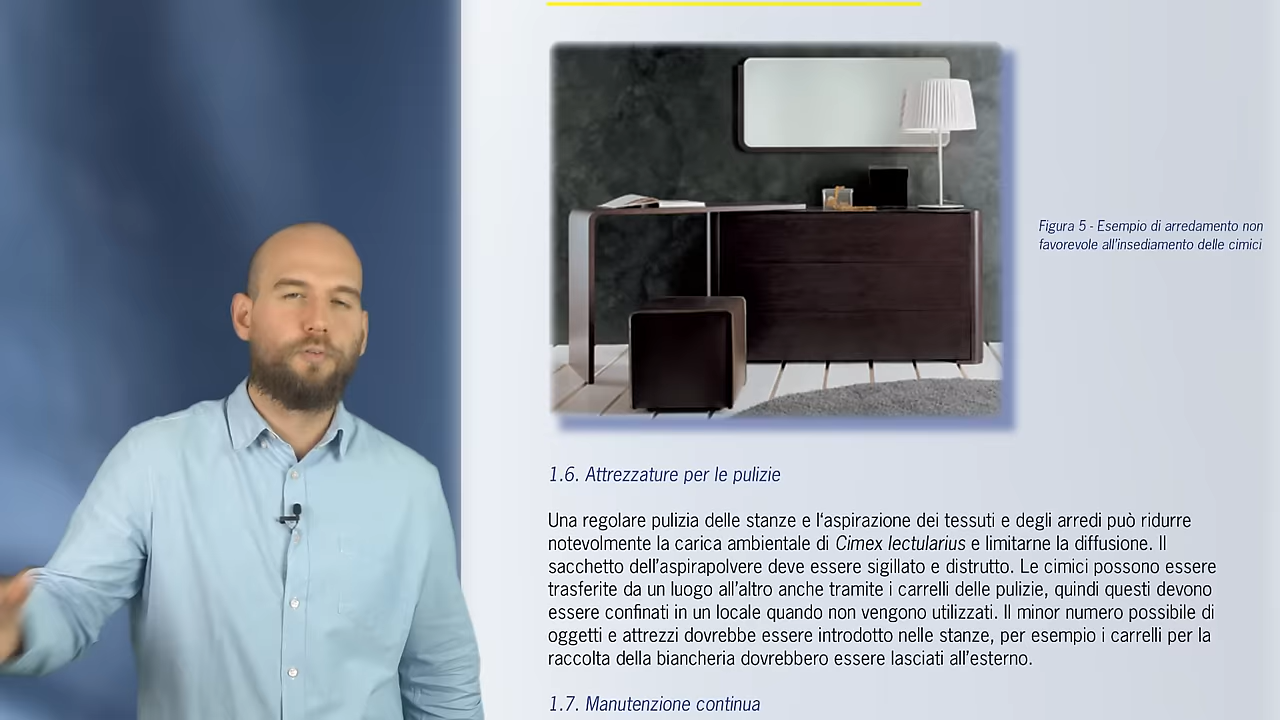 Figura 5 - Esempio di arredamento non
favorevole all'insediamento delle cimici
1.6. Attrezzature per le pulizie
Una regolare pulizia delle stanze e l'aspirazione dei tessuti e degli arredi può ridurre
notevolmente la carica ambientale di Cimex lectularius e limitarne la diffusione. Il
sacchetto dell'aspirapolvere deve essere sigillato e distrutto. Le cimici possono essere
trasferite da un luogo all'altro anche tramite i carrelli delle pulizie, quindi questi devono
essere confinati in un locale quando non vengono utilizzati. Il minor numero possibile di
oggetti e attrezzi dovrebbe essere introdotto nelle stanze, per esempio i carrelli per la
raccolta della biancheria dovrebbero essere lasciati all'esterno.
1.7. Manutenzione continua